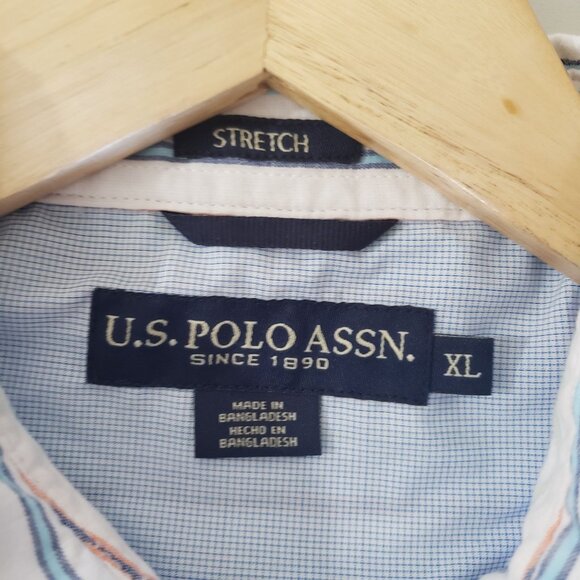 STRETCH
U.S. POLO ASSN.
SINCE 1890
XL
MADE IN
BANGLADESH
HECHO EN
BANGLADESH